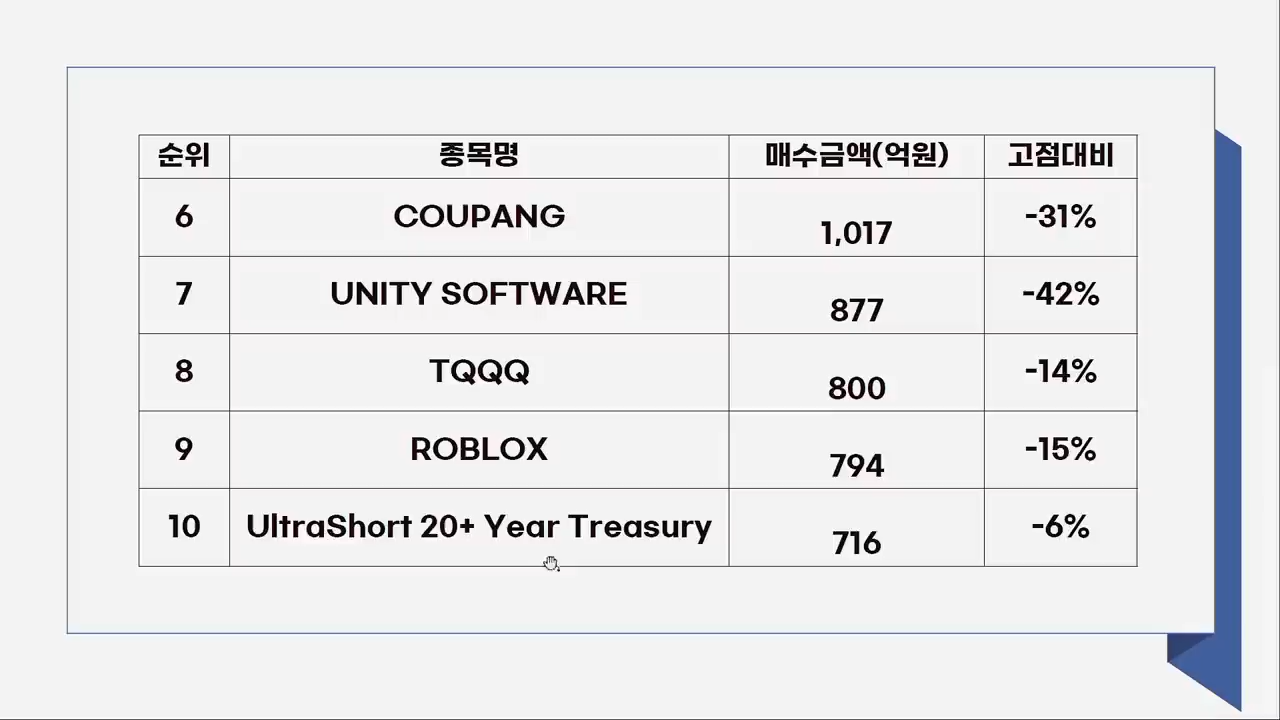 순위 종목명 매수금액(억원) 고점대비
6 COUPANG 1,017 -31%
7 UNITY SOFTWARE 877 -42%
8 TQQQ 800 -14%
9 ROBLOX 794 -15%
10 UltraShort 20+ Year Treasury 716 -6%